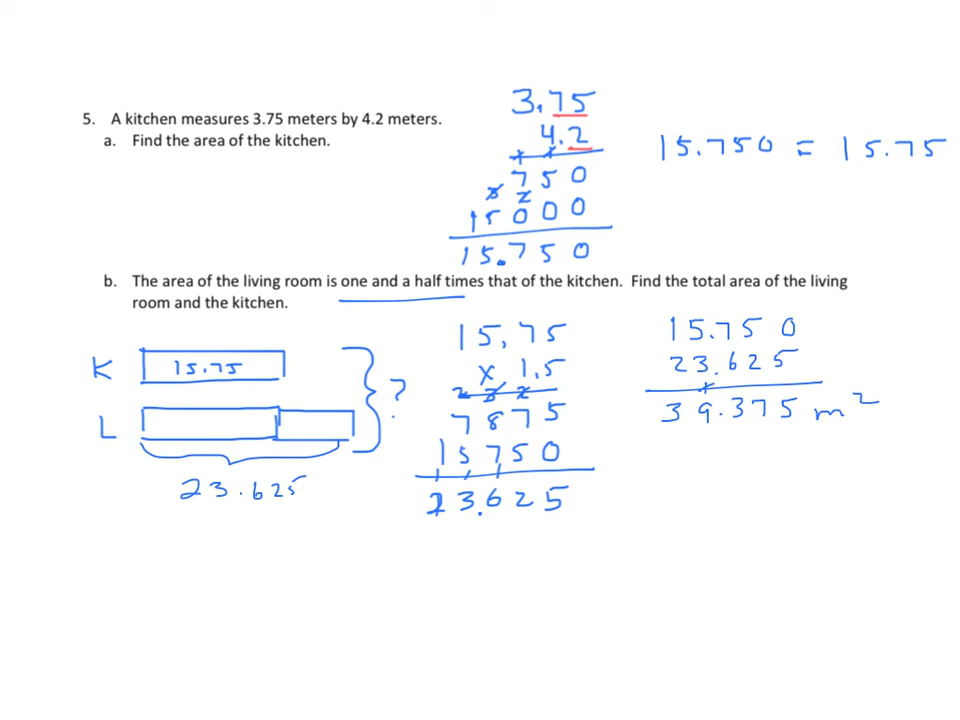 5. A kitchen measures 3.75 meters by 4.2 meters.
a. Find the area of the kitchen.
3.75
4.2
750
15000
15.750
15.750 = 15.75
b. The area of the living room is one and a half times that of the kitchen. Find the total area of the living
room and the kitchen.
K 15.75
L
?
23.625
15.75
x 1.5
7875
15750
23.625
15.750
23.625
39.375 m²